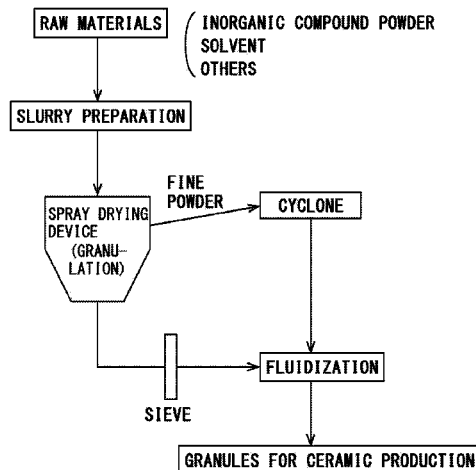 RAW MATERIALS
INORGANIC COMPOUND POWDER
SOLVENT
OTHERS
SLURRY PREPARATION
FINE
POWDER
SPRAY DRYING
DEVICE
(GRANU-
LATION)
CYCLONE
FLUIDIZATION
SIEVE
GRANULES FOR CERAMIC PRODUCTION